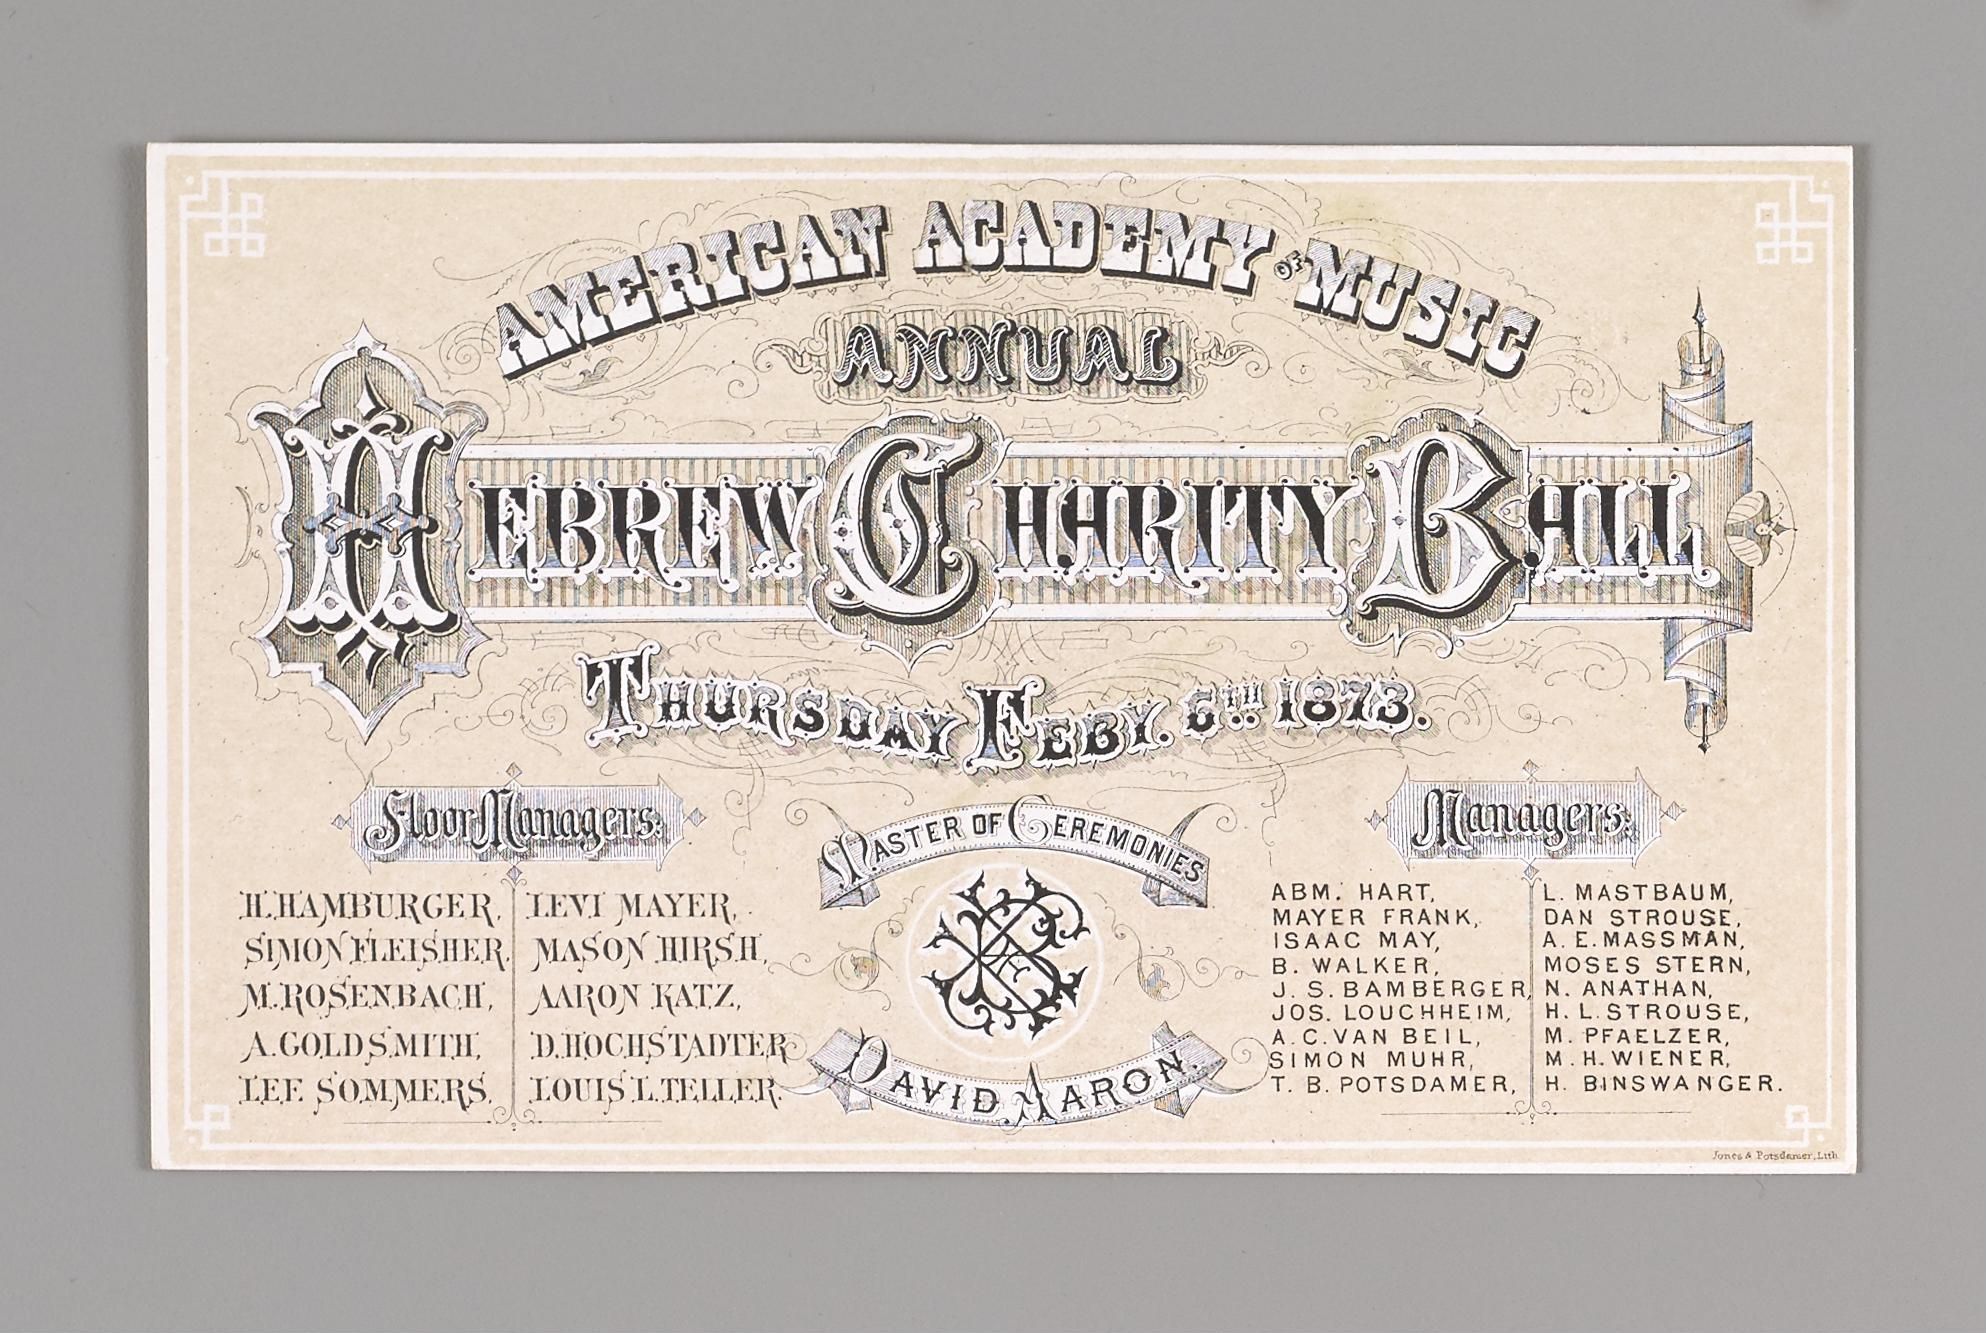 AMERICAN ACADEMY OF MUSIC
ANNUAL
HEBREW CHARITY BALL
THURSDAY FEBY. 6TH 1873.
Floor Managers:
H. HAMBURGER,
SIMON FLEISHER,
M. ROSENBACH,
A. GOLDSMITH,
LEE SOMMERS,
LEVI MAYER,
MASON HIRSH,
AARON KATZ,
D. HOCHSTADTER
LOUIS L. TELLER.
MASTER OF CEREMONIES
DAVID AARON.
Managers:
ABM. HART,
MAYER FRANK,
ISAAC MAY,
B. WALKER,
J. S. BAMBERGER,
JOS. LOUCHHEIM,
A. C. VAN BEIL,
SIMON MUHR,
T. B. POTSDAMER,
L. MASTBAUM,
DAN STROUSE,
A. E. MASSMAN,
MOSES STERN,
N. ANATHAN,
H. L. STROUSE,
M. PFAELZER,
M. H. WIENER,
H. BINSWANGER.
Jones & Potsdamer, Lith.